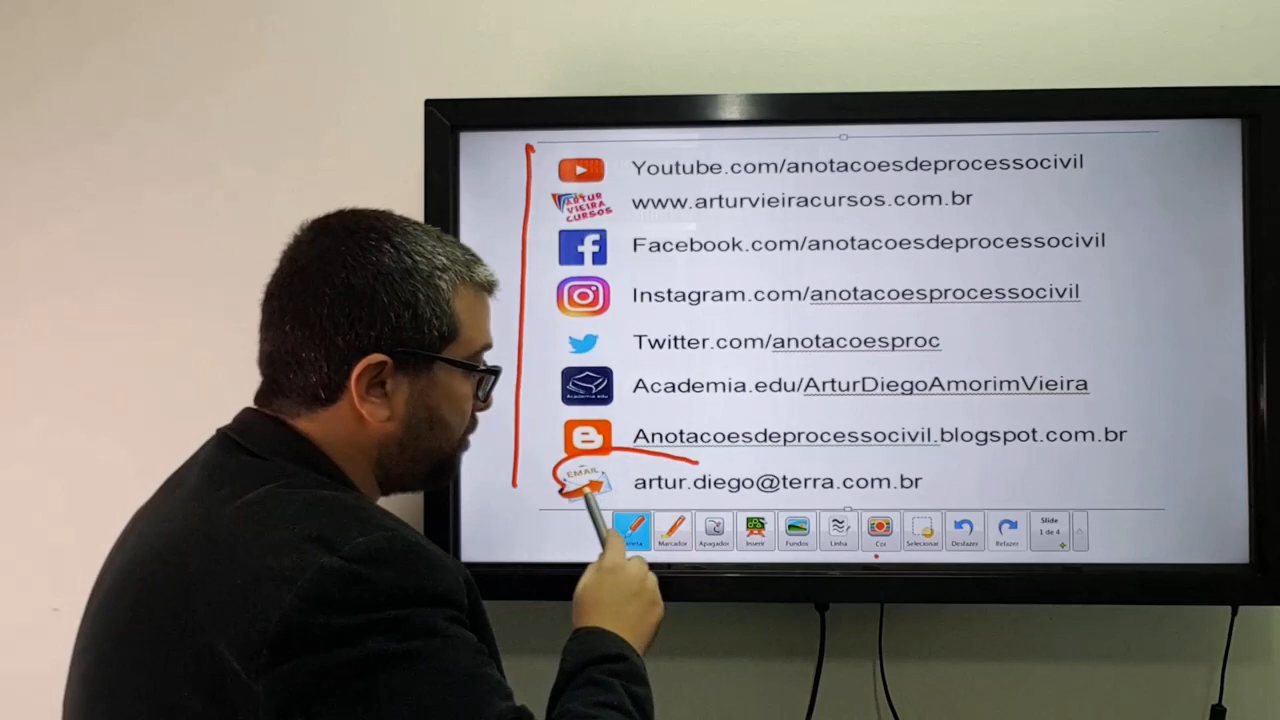 Youtube.com/anotacoesdeprocessocivil
ARTUR VIEIRA CURSOS
www.arturvieiracursos.com.br
Facebook.com/anotacoesdeprocessocivil
Instagram.com/anotacoesprocessocivil
Twitter.com/anotacoesproc
Academia.edu
Academia.edu/ArturDiegoAmorimVieira
Anotacoesdeprocessocivil.blogspot.com.br
EMAIL
artur.diego@terra.com.br
Marcador Apagador Inserir Fundos Linha Cor Selecionar Desfazer Refazer
Slide
1 de 4